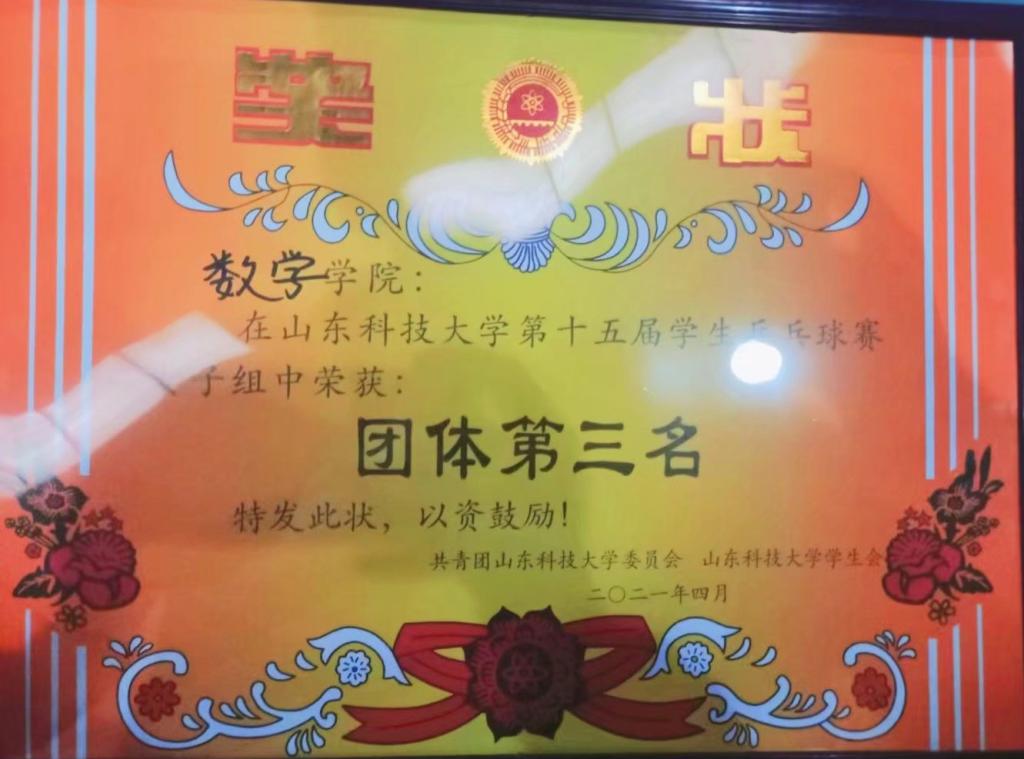 奖状
数学学院：
在山东科技大学第十五届学生乒乓球赛
子组中荣获：
团体第三名
特发此状，以资鼓励！
共青团山东科技大学委员会 山东科技大学学生会
二〇二一年四月